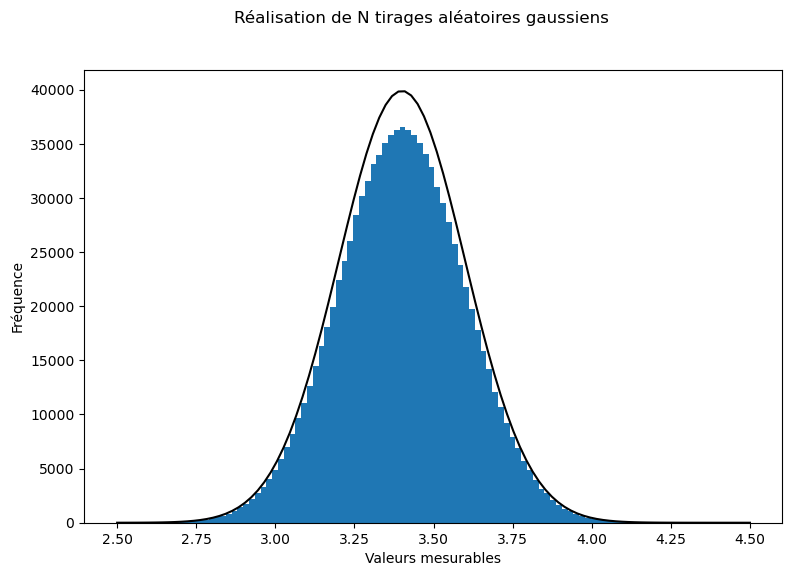 Réalisation de N tirages aléatoires gaussiens
40000
35000
30000
25000
20000
15000
10000
5000
0
Fréquence
2.50 2.75 3.00 3.25 3.50 3.75 4.00 4.25 4.50
Valeurs mesurables